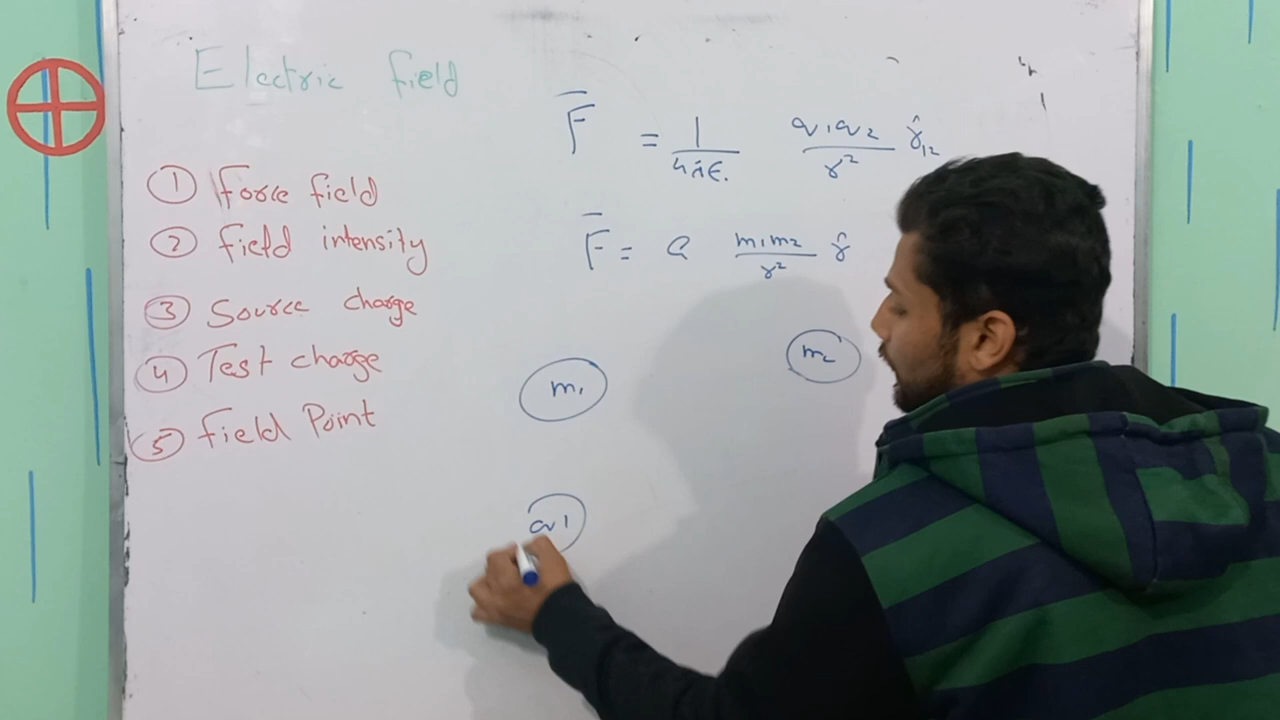 Electric field
① Force field
② field intensity
③ Source charge
④ Test charge
⑤ field Point
F̅ = 1/4πε₀ q₁q₂/r² r̂₁₂
F̅ = G m₁m₂/r² r̂
m₁
m₂
q1